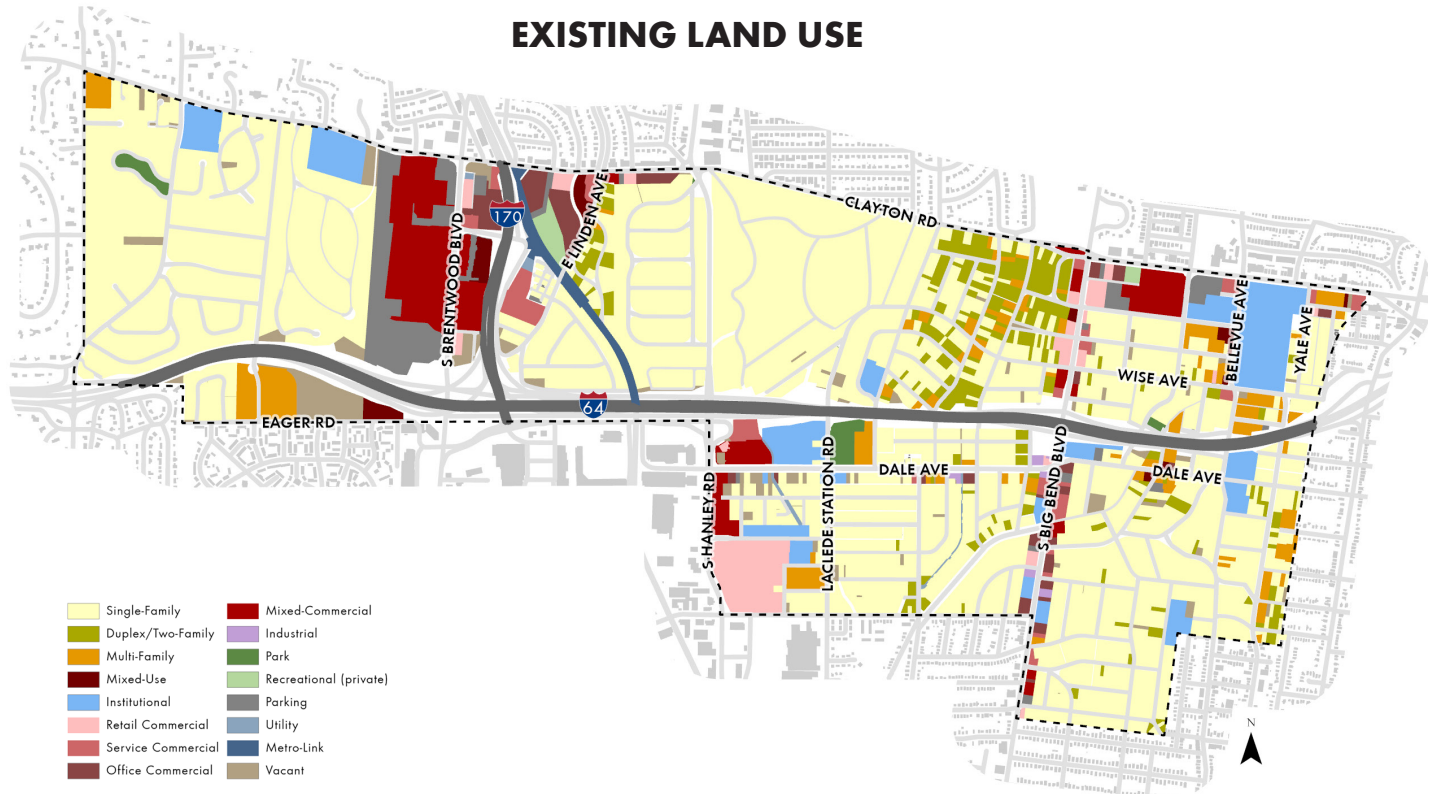 EXISTING LAND USE
CLAYTON RD
170
E LINDEN AVE
S BRENTWOOD BLVD
BELLEVUE AVE
YALE AVE
WISE AVE
64
EAGER RD
DALE AVE
DALE AVE
S HANLEY RD
LACLEDE STATION RD
S BIG BEND BLVD
Single-Family
Duplex/Two-Family
Multi-Family
Mixed-Use
Institutional
Retail Commercial
Service Commercial
Office Commercial
Mixed-Commercial
Industrial
Park
Recreational (private)
Parking
Utility
Metro-Link
Vacant
N